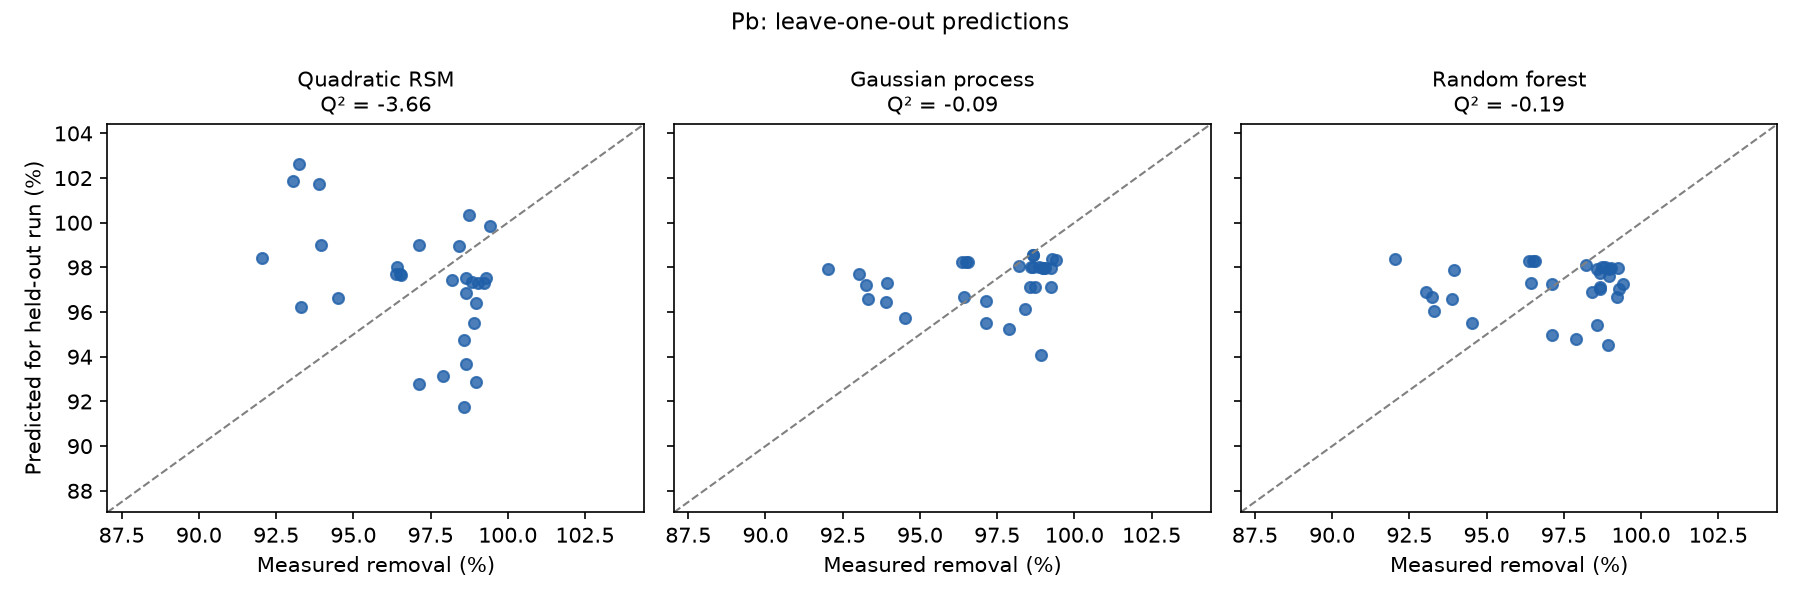 Pb: leave-one-out predictions
Quadratic RSM
Q² = -3.66
Gaussian process
Q² = -0.09
Random forest
Q² = -0.19
Predicted for held-out run (%)
104
102
100
98
96
94
92
90
88
87.5 90.0 92.5 95.0 97.5 100.0 102.5
87.5 90.0 92.5 95.0 97.5 100.0 102.5
87.5 90.0 92.5 95.0 97.5 100.0 102.5
Measured removal (%)
Measured removal (%)
Measured removal (%)